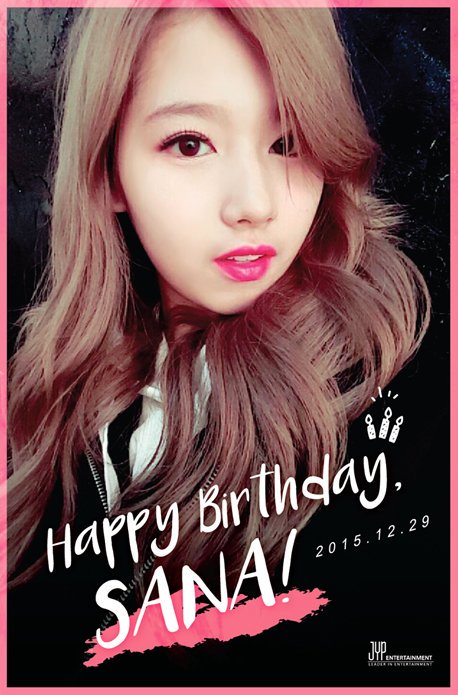 Happy Birthday,
SANA!
2015.12.29
JYP ENTERTAINMENT
LEADER IN ENTERTAINMENT